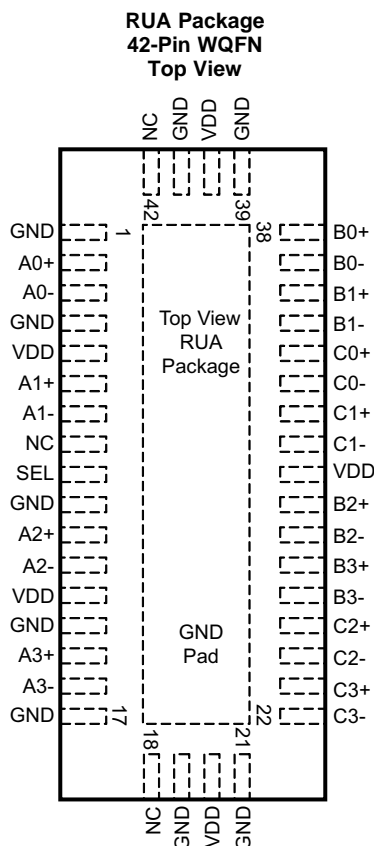 RUA Package
42-Pin WQFN
Top View
NC
GND
VDD
GND
42
39
GND 1 38 B0+
A0+ B0-
A0- B1+
GND B1-
VDD C0+
A1+ C0-
A1- C1+
NC C1-
SEL VDD
GND B2+
A2+ B2-
A2- B3+
VDD B3-
GND C2+
A3+ C2-
A3- C3+
GND 17 22 C3-
Top View
RUA
Package
GND
Pad
18
21
NC
GND
VDD
GND